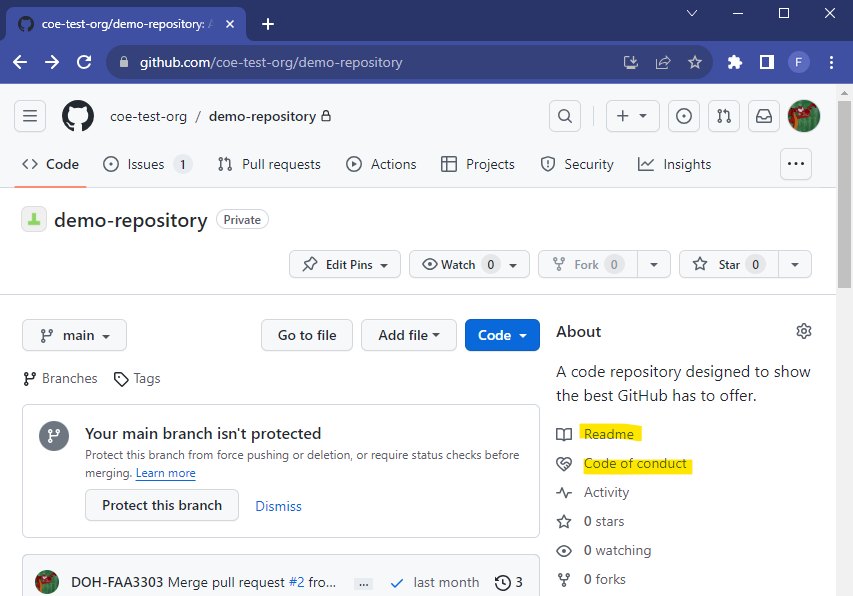 coe-test-org/demo-repository:
github.com/coe-test-org/demo-repository
F
coe-test-org / demo-repository
Code
Issues 1
Pull requests
Actions
Projects
Security
Insights
demo-repository Private
Edit Pins
Watch 0
Fork 0
Star 0
main
Go to file
Add file
Code
Branches
Tags
Your main branch isn't protected
Protect this branch from force pushing or deletion, or require status checks before
merging. Learn more
Protect this branch
Dismiss
DOH-FAA3303 Merge pull request #2 fro... ... last month 3
About
A code repository designed to show
the best GitHub has to offer.
Readme
Code of conduct
Activity
0 stars
0 watching
0 forks